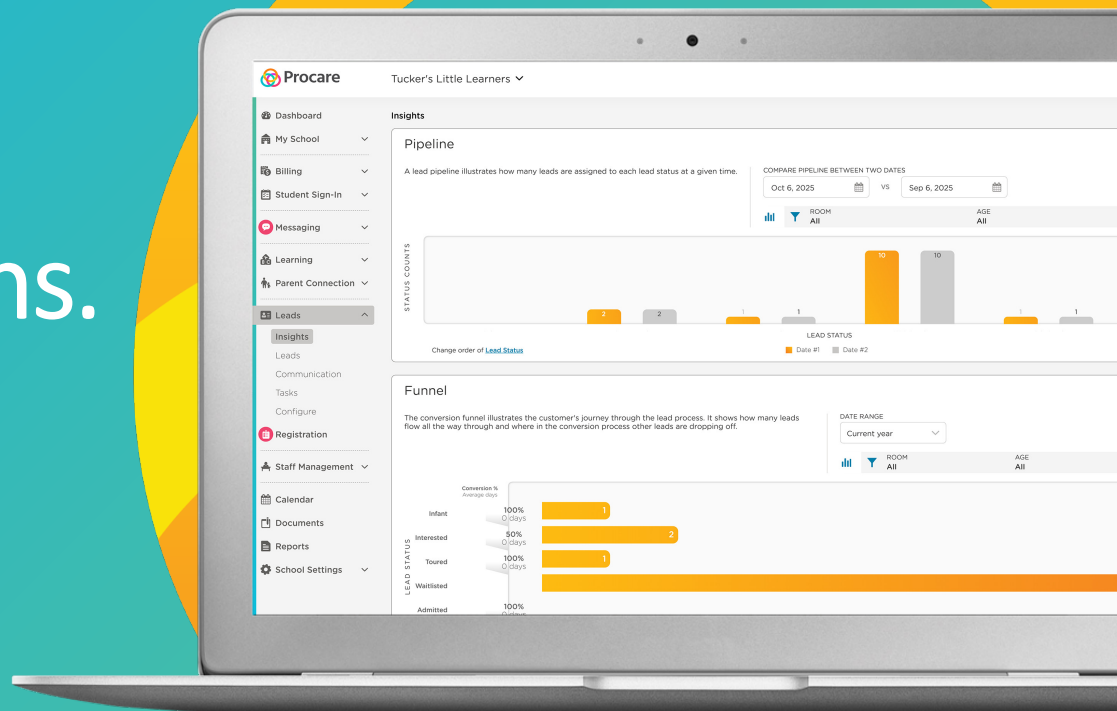 ns.
Procare
Tucker's Little Learners
Dashboard
My School
Billing
Student Sign-In
Messaging
Learning
Parent Connection
Leads
Insights
Leads
Communication
Tasks
Configure
Registration
Staff Management
Calendar
Documents
Reports
School Settings
Insights
Pipeline
A lead pipeline illustrates how many leads are assigned to each lead status at a given time.
COMPARE PIPELINE BETWEEN TWO DATES
Oct 6, 2025 VS Sep 6, 2025
ROOM AGE
All All
STATUS COUNTS
2 2 1 1 10 10 1 1
LEAD STATUS
Date #1 Date #2
Change order of Lead Status
Funnel
The conversion funnel illustrates the customer's journey through the lead process. It shows how many leads
flow all the way through and where in the conversion process other leads are dropping off.
DATE RANGE
Current year
ROOM AGE
All All
Conversion %
Average days
LEAD STATUS
Infant 100% 1
0 days
Interested 50% 2
0 days
Toured 100% 1
0 days
Waitlisted
Admitted 100%
0 days